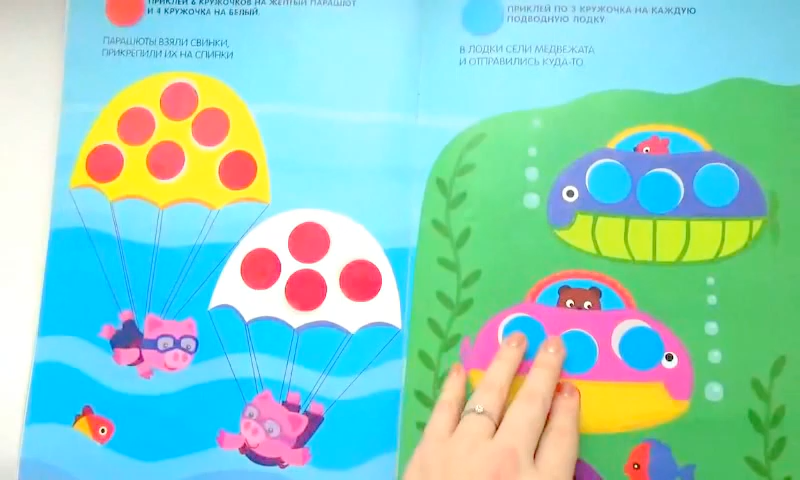 ПРИКЛЕЙ 6 КРУЖОЧКОВ НА ЖЁЛТЫЙ ПАРАШЮТ
И 4 КРУЖОЧКА НА БЕЛЫЙ.
ПАРАШЮТЫ ВЗЯЛИ СВИНКИ,
ПРИКРЕПИЛИ ИХ НА СПИНКИ.
ПРИКЛЕЙ ПО 3 КРУЖОЧКА НА КАЖДУЮ
ПОДВОДНУЮ ЛОДКУ.
В ЛОДКИ СЕЛИ МЕДВЕЖАТА
И ОТПРАВИЛИСЬ КУДА-ТО.